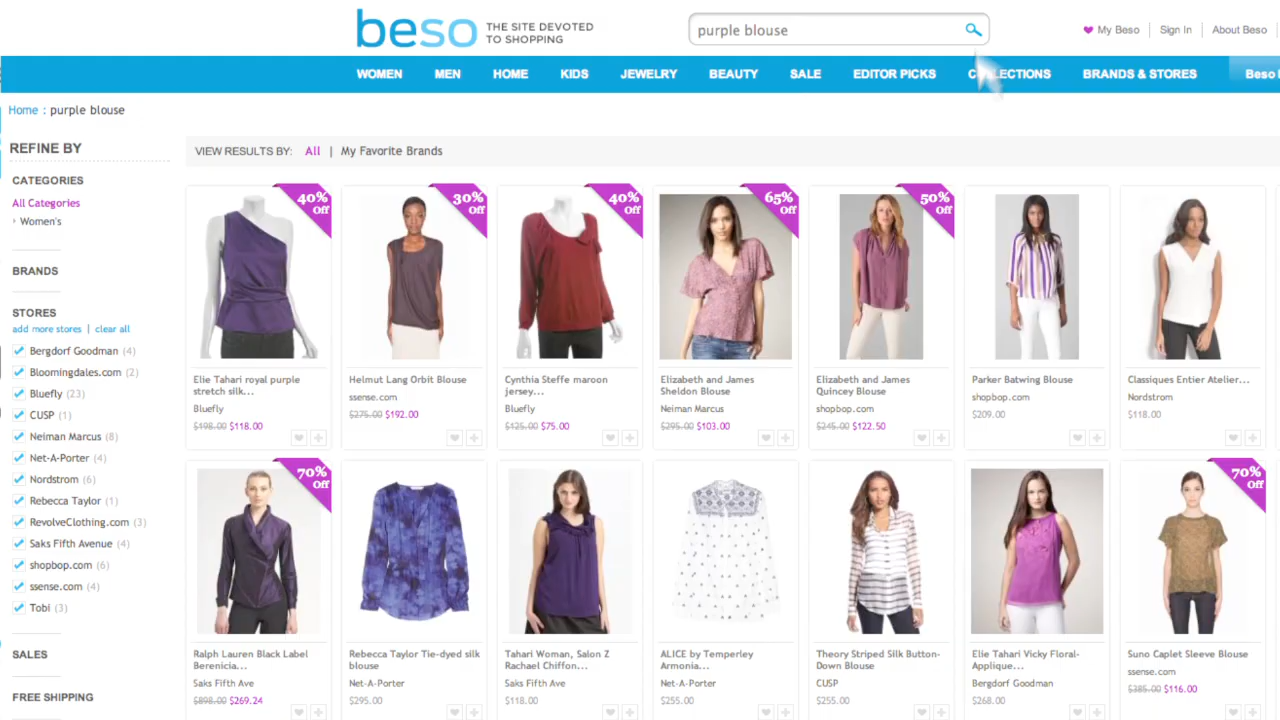 beso THE SITE DEVOTED
TO SHOPPING
purple blouse
My Beso Sign In About Beso
WOMEN MEN HOME KIDS JEWELRY BEAUTY SALE EDITOR PICKS COLLECTIONS BRANDS & STORES Beso
Home : purple blouse
REFINE BY
CATEGORIES
All Categories
Women's
BRANDS
STORES
add more stores | clear all
Bergdorf Goodman (4)
Bloomingdales.com (2)
Bluefly (23)
CUSP (1)
Neiman Marcus (8)
Net-A-Porter (4)
Nordstrom (6)
Rebecca Taylor (1)
RevolveClothing.com (3)
Saks Fifth Avenue (4)
shopbop.com (6)
ssense.com (4)
Tobi (3)
SALES
FREE SHIPPING
VIEW RESULTS BY: All | My Favorite Brands
40%
Off
Elie Tahari royal purple
stretch silk...
Bluefly
$198.00 $118.00
30%
Off
Helmut Lang Orbit Blouse
ssense.com
$275.00 $192.00
40%
Off
Cynthia Steffe maroon
jersey...
Bluefly
$125.00 $75.00
65%
Off
Elizabeth and James
Sheldon Blouse
Neiman Marcus
$295.00 $103.00
50%
Off
Elizabeth and James
Quincey Blouse
shopbop.com
$245.00 $122.50
Parker Batwing Blouse
shopbop.com
$209.00
Classiques Entier Atelier...
Nordstrom
$118.00
70%
Off
Ralph Lauren Black Label
Berenicia...
Saks Fifth Ave
$898.00 $269.24
Rebecca Taylor Tie-dyed silk
blouse
Net-A-Porter
$295.00
Tahari Woman, Salon Z
Rachael Chiffon...
Saks Fifth Ave
$118.00
ALICE by Temperley
Armonia...
Net-A-Porter
$255.00
Theory Striped Silk Button-
Down Blouse
CUSP
$255.00
Elie Tahari Vicky Floral-
Applique...
Bergdorf Goodman
$268.00
70%
Off
Suno Caplet Sleeve Blouse
ssense.com
$385.00 $116.00